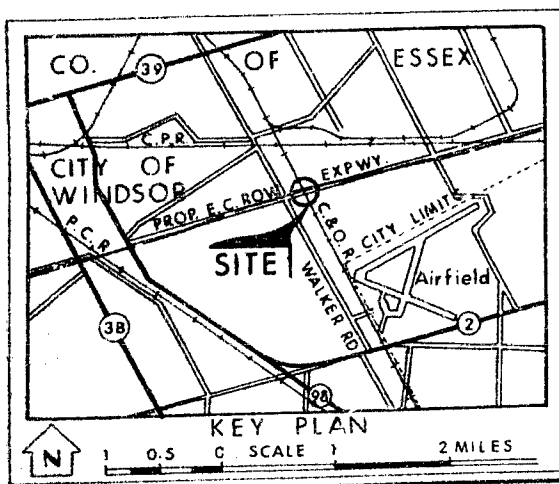 CO. 39 OF ESSEX
C.P.R.
CITY OF
WINDSOR
P.C.R.
PROP. E.C. ROW EXPWY.
C.&O.R.
CITY LIMITS
SITE
WALKER RD
Airfield
3B
2
98
KEY PLAN
N
1 0.5 0 SCALE 1 2 MILES